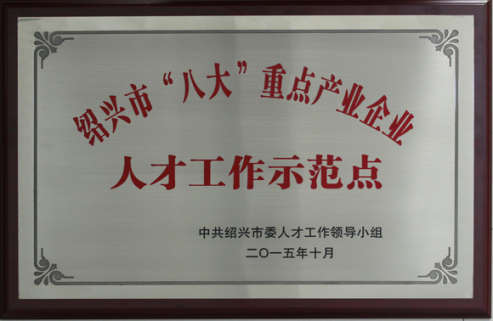 绍兴市“八大”重点产业企业
人才工作示范点
中共绍兴市委人才工作领导小组
二〇一五年十月